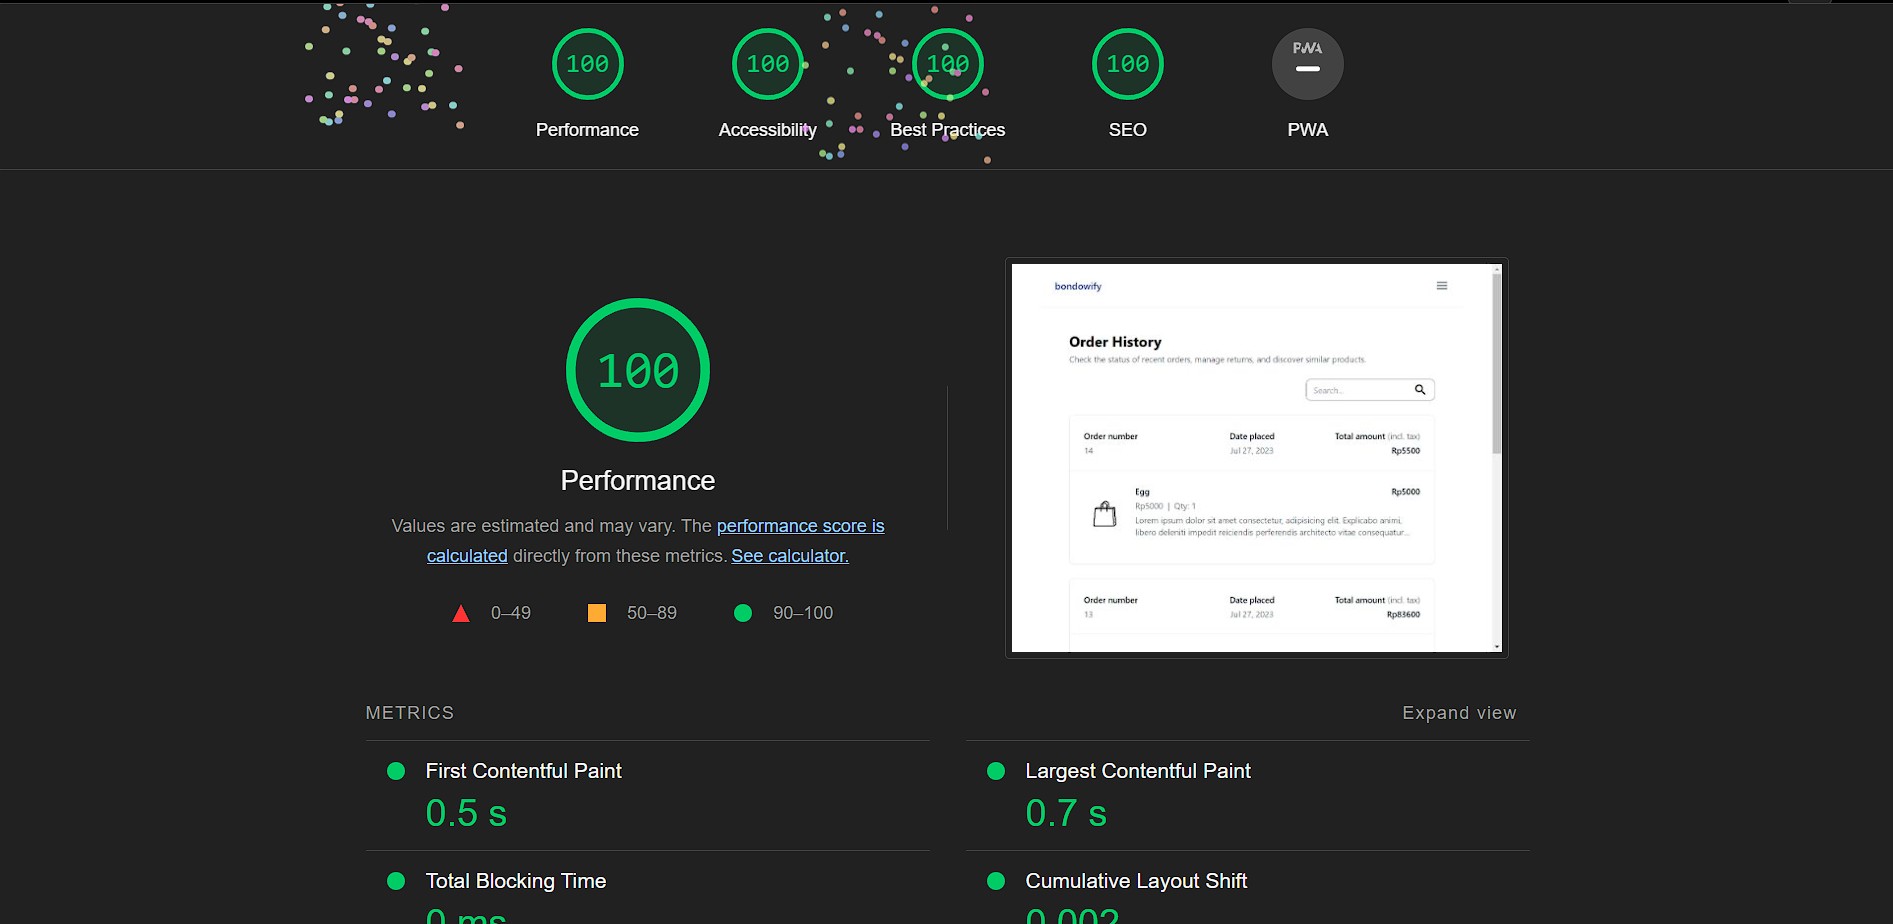 100
100
100
100
PWA
Performance
Accessibility
Best Practices
SEO
PWA
100
Performance
Values are estimated and may vary. The performance score is
calculated directly from these metrics. See calculator.
0–49
50–89
90–100
bondowify
Order History
Check the status of recent orders, manage returns, and discover similar products.
Search..
Order number
Date placed
Total amount (incl. tax)
14
Jul 27, 2023
Rp5500
Egg
Rp5000
Rp5000 | Qty: 1
Lorem ipsum dolor sit amet consectetur, adipisicing elit. Explicabo animi,
libero deleniti impedit reiciendis perferendis architecto vitae consequatur...
Order number
Date placed
Total amount (incl. tax)
13
Jul 27, 2023
Rp83600
METRICS
Expand view
First Contentful Paint
0.5 s
Largest Contentful Paint
0.7 s
Total Blocking Time
0 ms
Cumulative Layout Shift
0.002